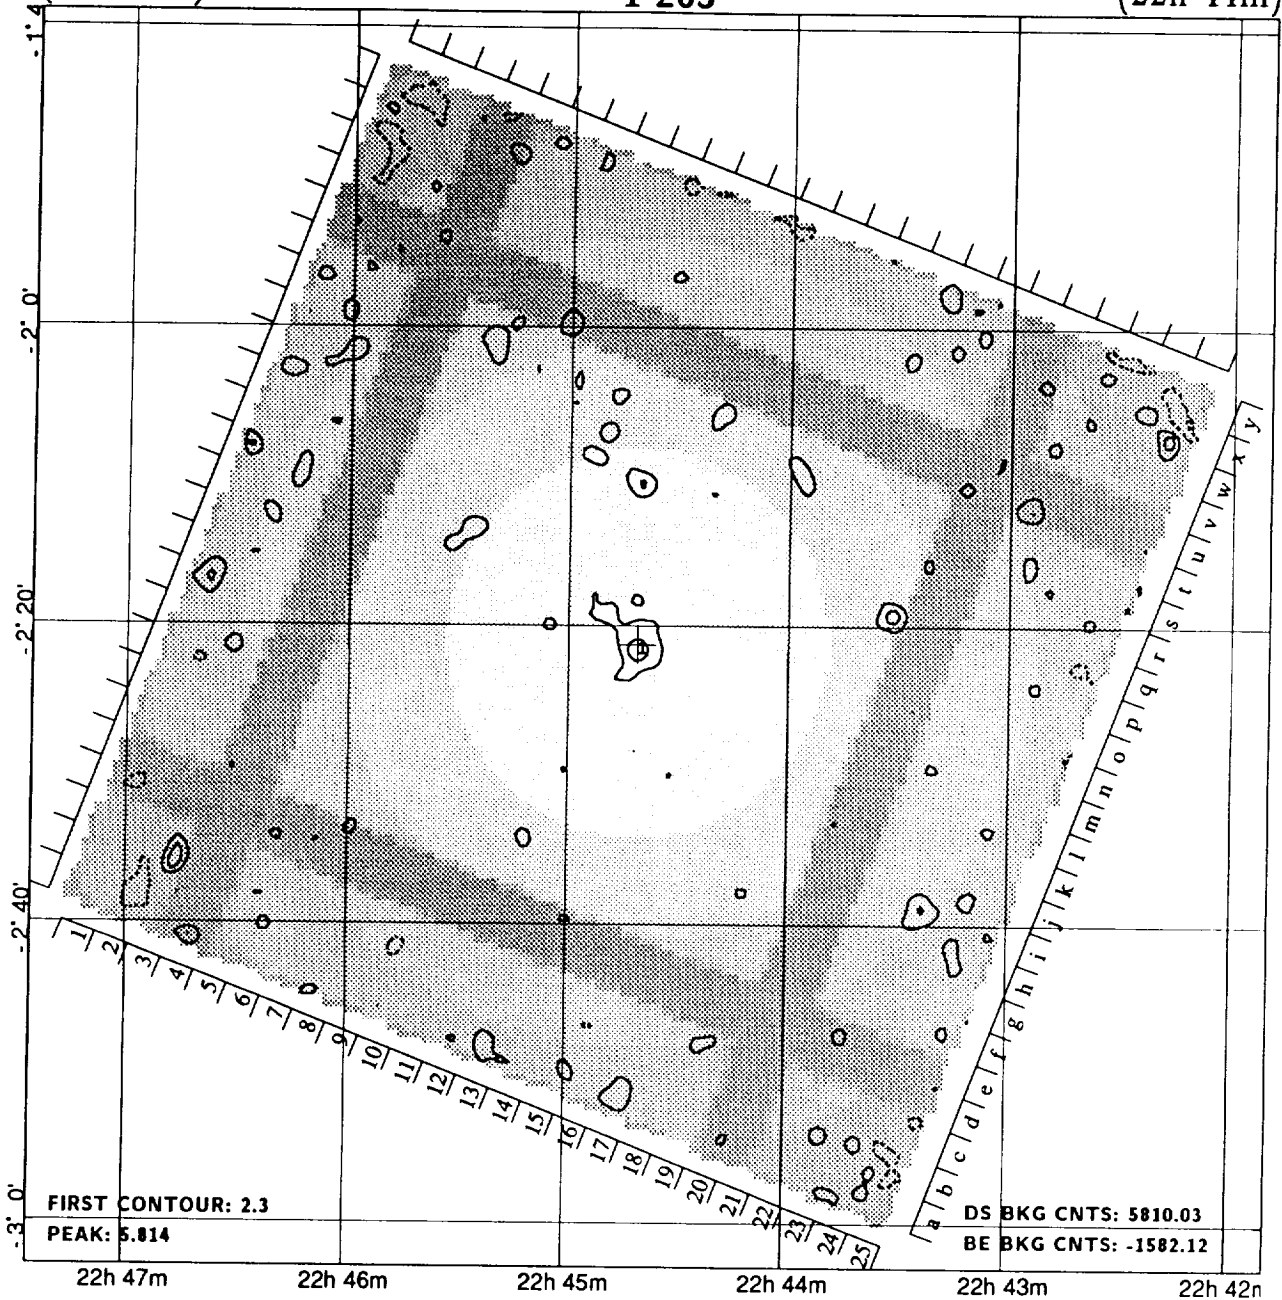 -2° 0'
-2° 20'
-2° 40'
-3° 0'
y
x
w
v
u
t
s
r
q
p
o
n
m
l
k
j
i
h
g
f
e
d
c
b
a
1
2
3
4
5
6
7
8
9
10
11
12
13
14
15
16
17
18
19
20
21
22
23
24
25
FIRST CONTOUR: 2.3
PEAK: 5.814
DS BKG CNTS: 5810.03
BE BKG CNTS: -1582.12
22h 47m
22h 46m
22h 45m
22h 44m
22h 43m
22h 42m